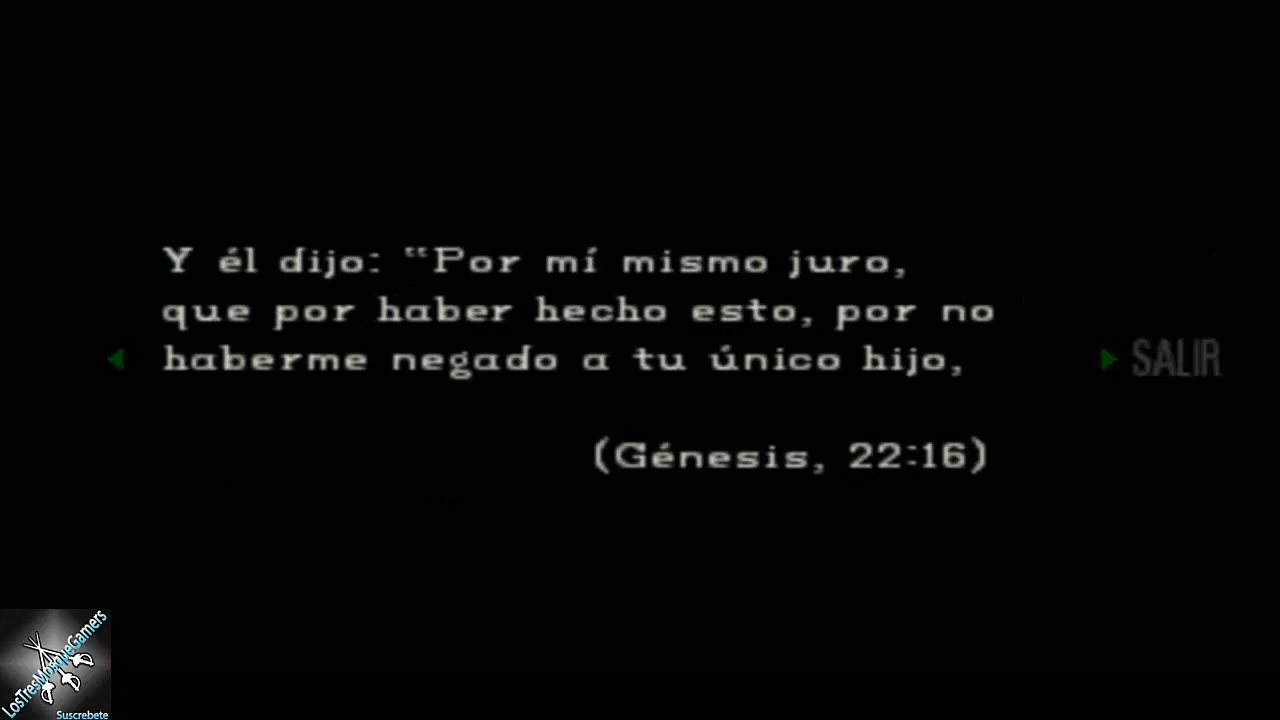 Y él dijo: "Por mí mismo juro,
que por haber hecho esto, por no
haberme negado a tu único hijo,
SALIR
(Génesis, 22:16)
LosTresMosqueGamers
Suscrebete